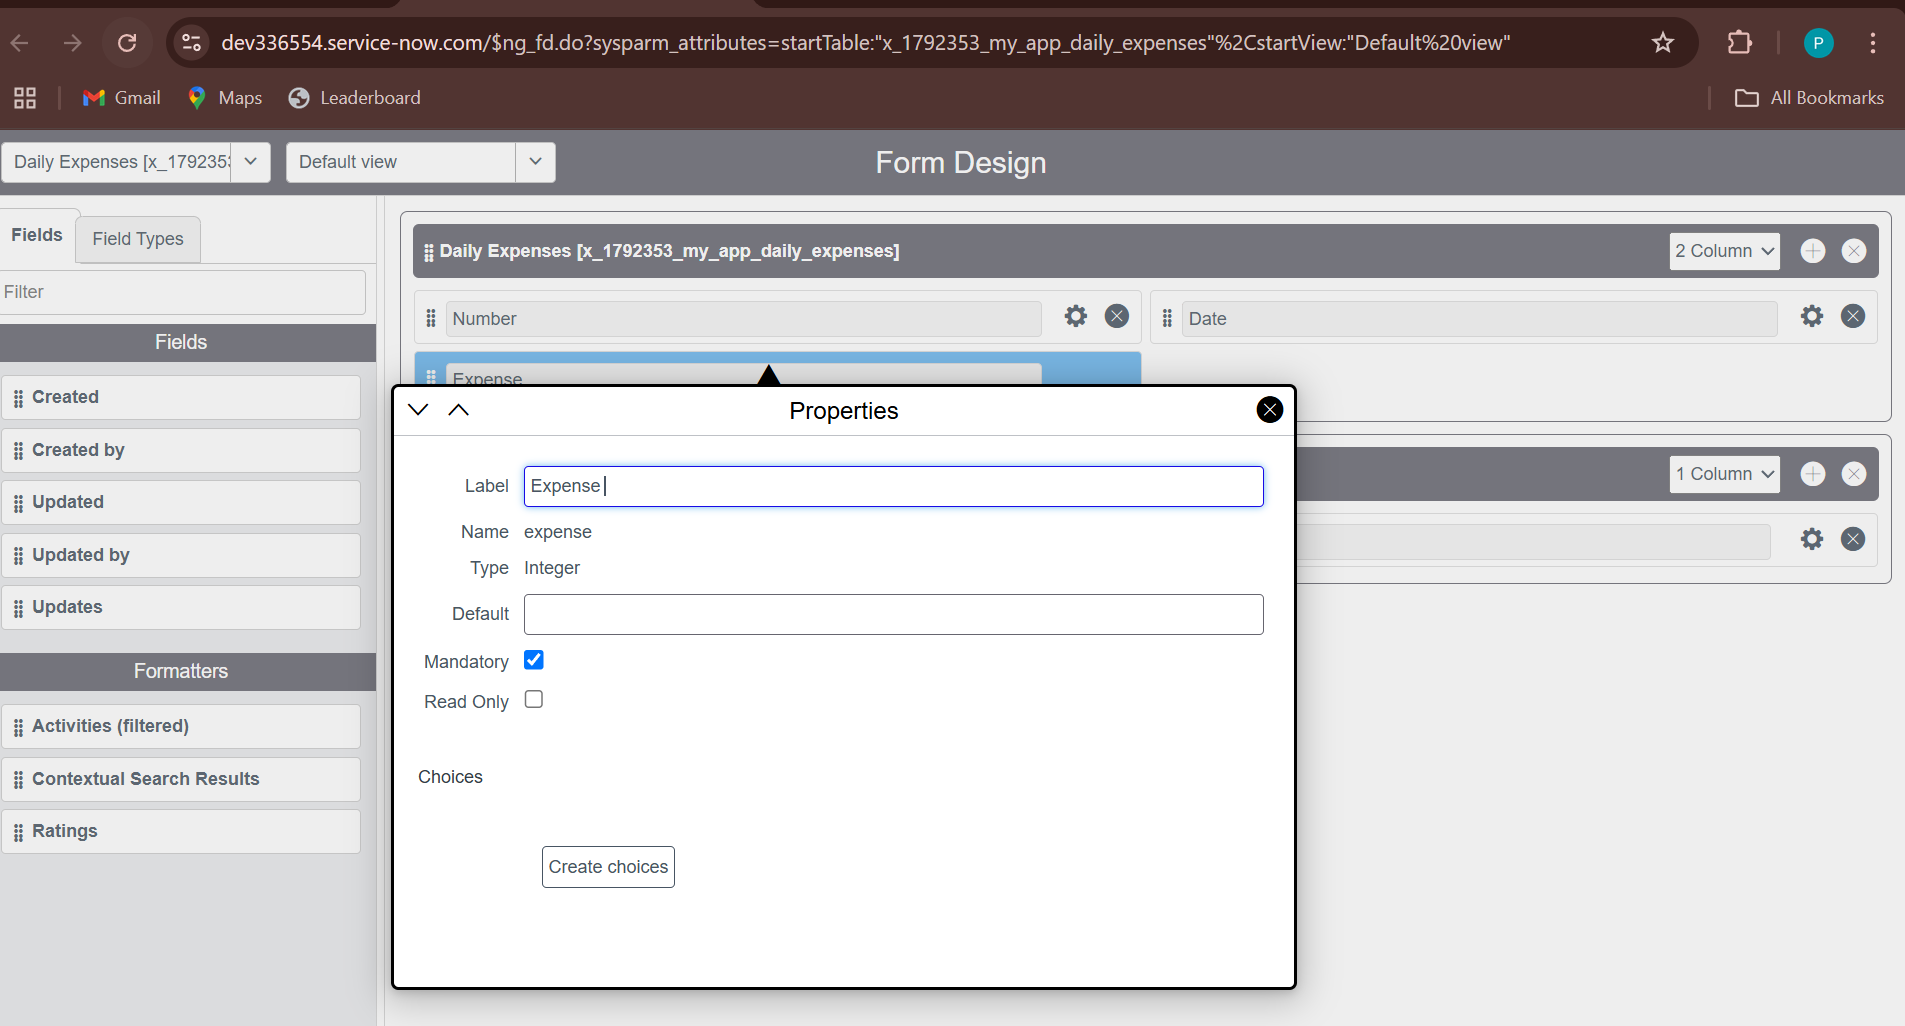 dev336554.service-now.com/$ng_fd.do?sysparm_attributes=startTable:"x_1792353_my_app_daily_expenses"%2CstartView:"Default%20view"
P
Gmail
Maps
Leaderboard
All Bookmarks
Daily Expenses [x_179235
Default view
Form Design
Fields
Field Types
Filter
Fields
Created
Created by
Updated
Updated by
Updates
Formatters
Activities (filtered)
Contextual Search Results
Ratings
Daily Expenses [x_1792353_my_app_daily_expenses]
2 Column
Number
Date
Expense
1 Column
Properties
Label Expense
Name expense
Type Integer
Default
Mandatory
Read Only
Choices
Create choices